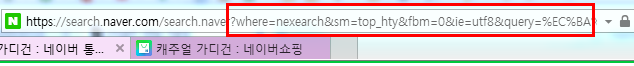 https://search.naver.com/search.naver?where=nexearch&sm=top_hty&fbm=0&ie=utf8&query=%EC%BA
가디건 : 네이버 통... 캐주얼 가디건 : 네이버쇼핑